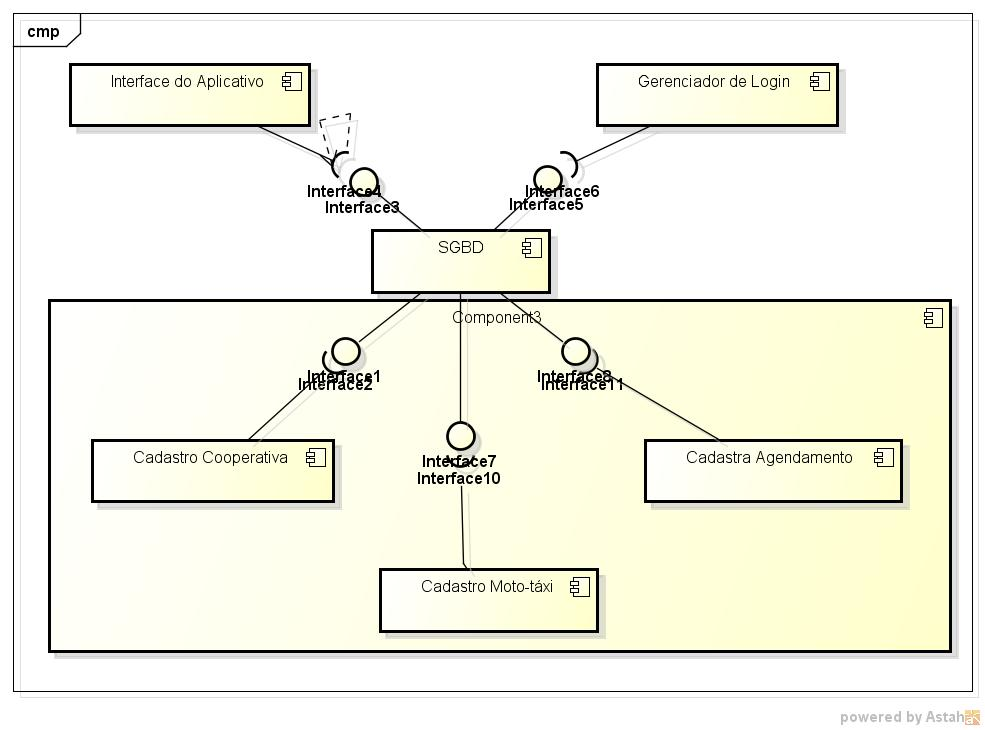 cmp
Interface do Aplicativo
Gerenciador de Login
Interface4
Interface3
Interface6
Interface5
SGBD
Component3
Interface1
Interface2
Interface8
Interface11
Cadastro Cooperativa
Interface7
Interface10
Cadastra Agendamento
Cadastro Moto-táxi
powered by Astah